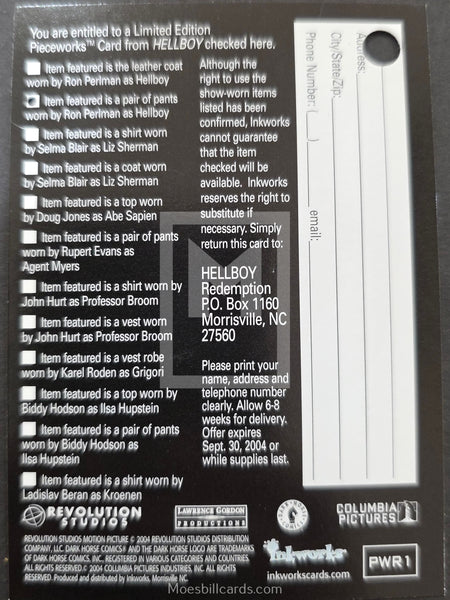 You are entitled to a Limited Edition
Pieceworks™ Card from HELLBOY checked here.
Item featured is the leather coat
worn by Ron Perlman as Hellboy
Item featured is a pair of pants
worn by Ron Perlman as Hellboy
Item featured is a shirt worn
by Selma Blair as Liz Sherman
Item featured is a coat worn
by Selma Blair as Liz Sherman
Item featured is a top worn
by Doug Jones as Abe Sapien
Item featured is a pair of pants
worn by Rupert Evans as
Agent Myers
Item featured is a shirt worn by
John Hurt as Professor Broom
Item featured is a vest worn
by John Hurt as Professor Broom
Item featured is a vest robe
worn by Karel Roden as Grigori
Item featured is a top worn by
Biddy Hodson as Ilsa Hupstein
Item featured is a pair of pants
worn by Biddy Hodson as
Ilsa Hupstein
Item featured is a shirt worn by
Ladislav Beran as Kroenen
Although the
right to use the
show-worn items
listed has been
confirmed, Inkworks
cannot guarantee
that the item
checked will be
available. Inkworks
reserves the right to
substitute if
necessary. Simply
return this card to:
HELLBOY
Redemption
P.O. Box 1160
Morrisville, NC
27560
Please print your
name, address and
telephone number
clearly. Allow 6-8
weeks for delivery.
Offer expires
Sept. 30, 2004 or
while supplies last.
Address:
City/State/Zip:
Phone Number: ( ) email:
REVOLUTION
STUDIOS
LAWRENCE GORDON
PRODUCTIONS
COLUMBIA
PICTURES
REVOLUTION STUDIOS MOTION PICTURE © 2004 REVOLUTION STUDIOS DISTRIBUTION
COMPANY, LLC. DARK HORSE COMICS® AND THE DARK HORSE LOGO ARE TRADEMARKS
OF DARK HORSE COMICS, INC. REGISTERED IN VARIOUS CATEGORIES AND COUNTRIES.
ALL RIGHTS RESERVED. © 2004 COLUMBIA PICTURES INDUSTRIES, INC. ALL RIGHTS
RESERVED. Produced and distributed by Inkworks, Morrisville, NC.
inkworks
inkworkscards.com
PWR1
Moesbillcards.com